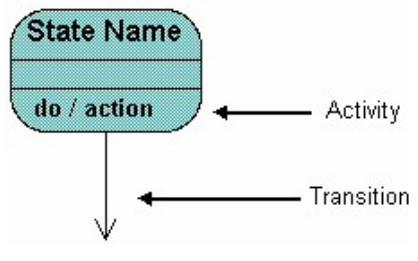 State Name
do / action
Activity
Transition